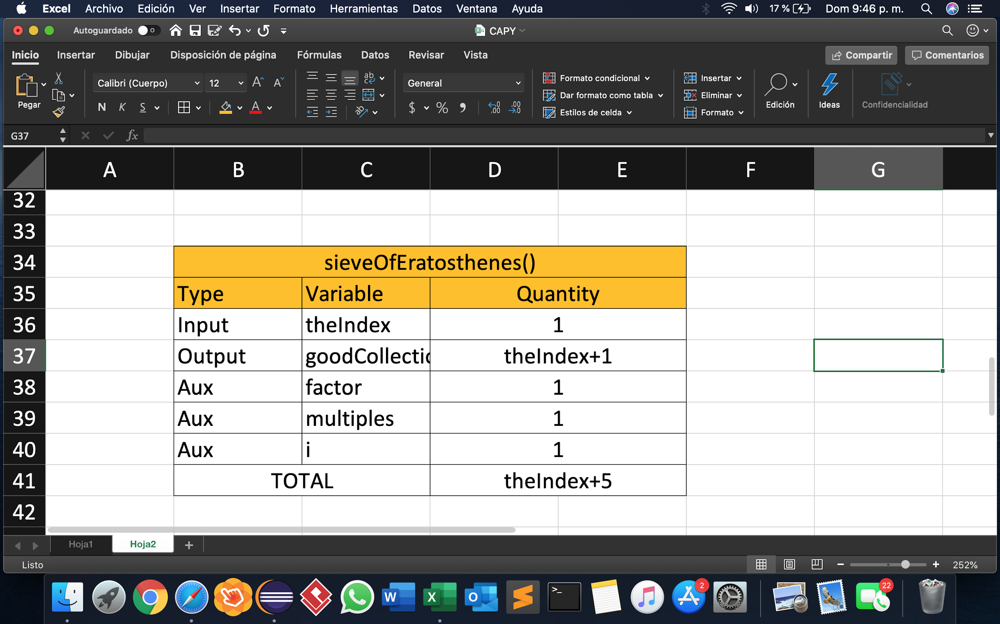 Excel Archivo Edición Ver Insertar Formato Herramientas Datos Ventana Ayuda 17 % Dom 9:46 p. m.
Autoguardado CAPY
Inicio Insertar Dibujar Disposición de página Fórmulas Datos Revisar Vista Compartir Comentarios
Pegar
Calibri (Cuerpo) 12
N K S
General
$ %
Formato condicional
Dar formato como tabla
Estilos de celda
Insertar
Eliminar
Formato
Edición
Ideas
Confidencialidad
G37 fx
A B C D E F G
32
33
34 sieveOfEratosthenes()
35 Type Variable Quantity
36 Input theIndex 1
37 Output goodCollectio theIndex+1
38 Aux factor 1
39 Aux multiples 1
40 Aux i 1
41 TOTAL theIndex+5
42
Hoja1 Hoja2 +
Listo 252%
W X O 2 22